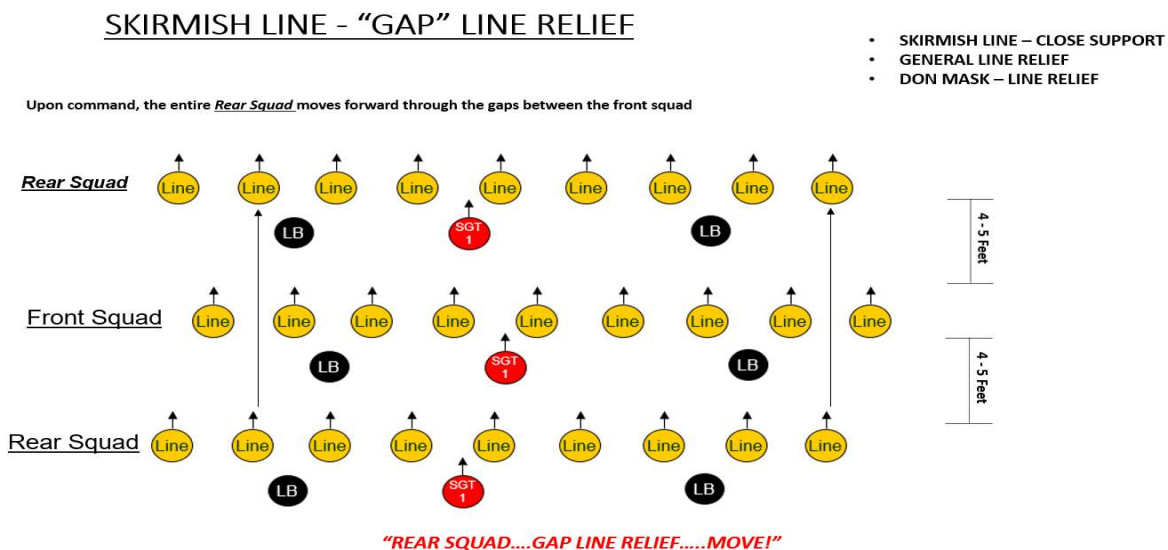 SKIRMISH LINE - “GAP” LINE RELIEF
• SKIRMISH LINE – CLOSE SUPPORT
• GENERAL LINE RELIEF
• DON MASK – LINE RELIEF
Upon command, the entire Rear Squad moves forward through the gaps between the front squad
Rear Squad Line Line Line Line Line Line Line Line Line
LB SGT 1 LB
4 - 5 Feet
Front Squad Line Line Line Line Line Line Line Line Line
LB SGT 1 LB
4 - 5 Feet
Rear Squad Line Line Line Line Line Line Line Line Line
LB SGT 1 LB
“REAR SQUAD....GAP LINE RELIEF.....MOVE!”